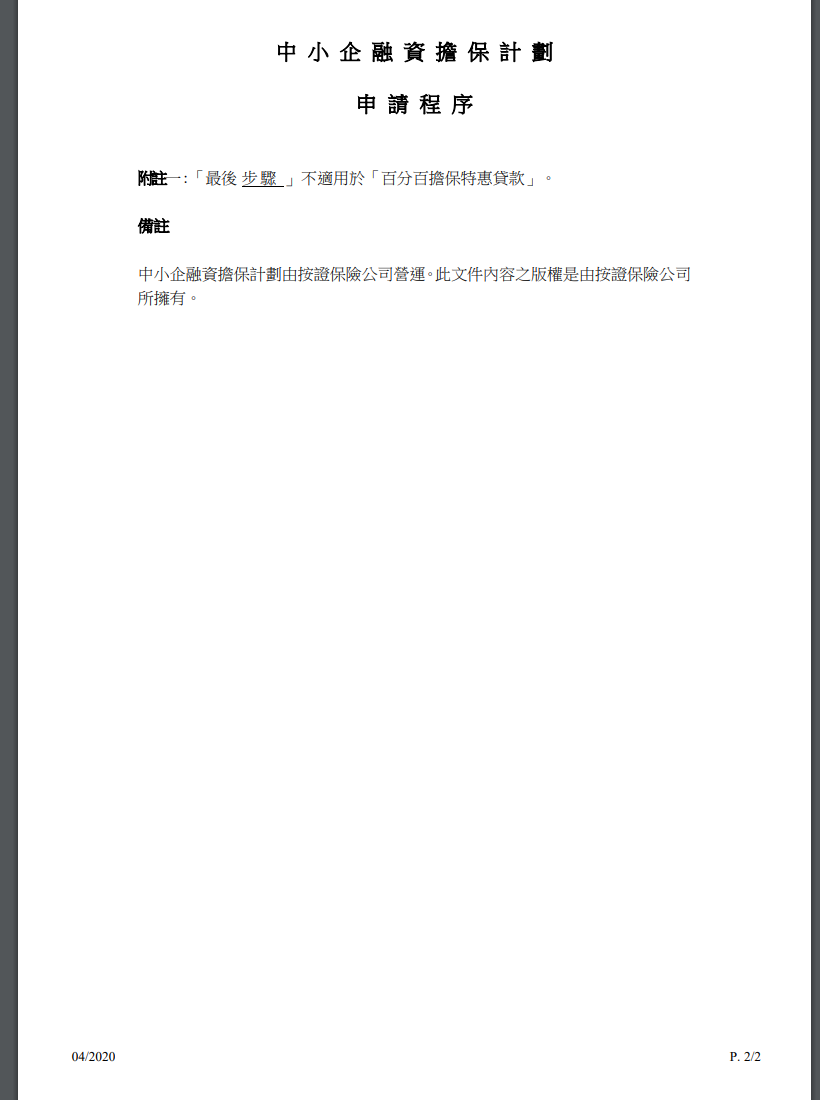 中小企融資擔保計劃
申請程序
附註一:「最後 步驟 」不適用於「百分百擔保特惠貸款」。
備註
中小企融資擔保計劃由按證保險公司營運。此文件內容之版權是由按證保險公司
所擁有。
04/2020 P. 2/2